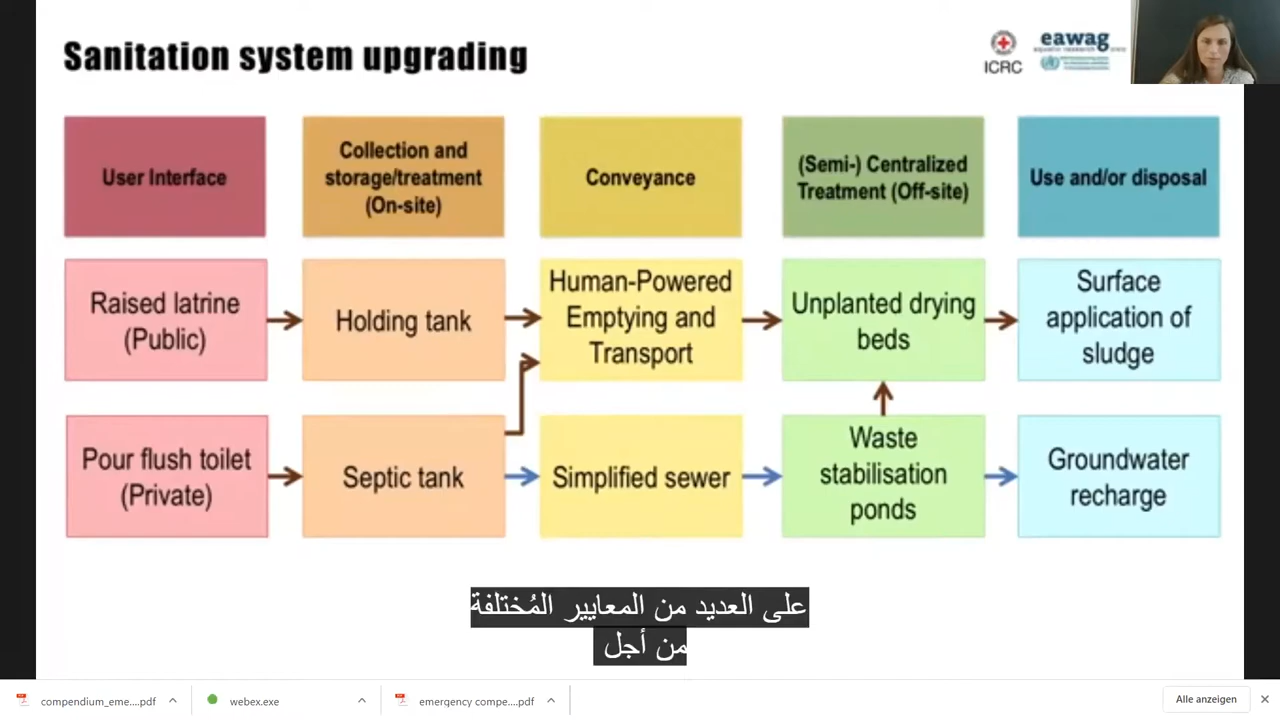 Sanitation system upgrading
ICRC
eawag
User Interface
Collection and
storage/treatment
(On-site)
Conveyance
(Semi-) Centralized
Treatment (Off-site)
Use and/or disposal
Raised latrine
(Public)
Holding tank
Human-Powered
Emptying and
Transport
Unplanted drying
beds
Surface
application of
sludge
Pour flush toilet
(Private)
Septic tank
Simplified sewer
Waste
stabilisation
ponds
Groundwater
recharge
على العديد من المعايير المُختلفة
من أجل
compendium_eme....pdf
webex.exe
emergency compe....pdf
Alle anzeigen